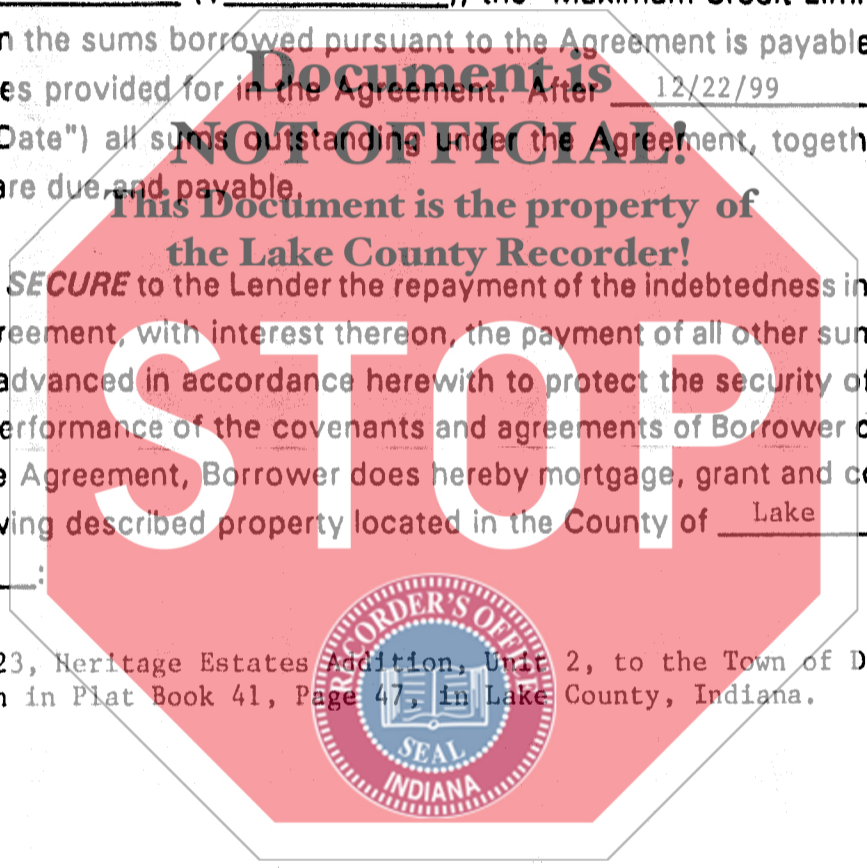 the "Maximum
n the sums borrowed pursuant to the Agreement is payable
es provided for in the Agreement. After 12/22/99
Date") all sums outstanding under the Agreement, togeth
are due and payable.
Document is
NOT OFFICIAL!
This Document is the property of
the Lake County Recorder!
SECURE to the Lender the repayment of the indebtedness in
reement, with interest thereon, the payment of all other sun
advanced in accordance herewith to protect the security of
erformance of the covenants and agreements of Borrower c
e Agreement, Borrower does hereby mortgage, grant and co
ving described property located in the County of Lake
:
STOP
23, Heritage Estates Addition, Unit 2, to the Town of D
n in Plat Book 41, Page 47, in Lake County, Indiana.
RECORDER'S OFFICE
SEAL
INDIANA